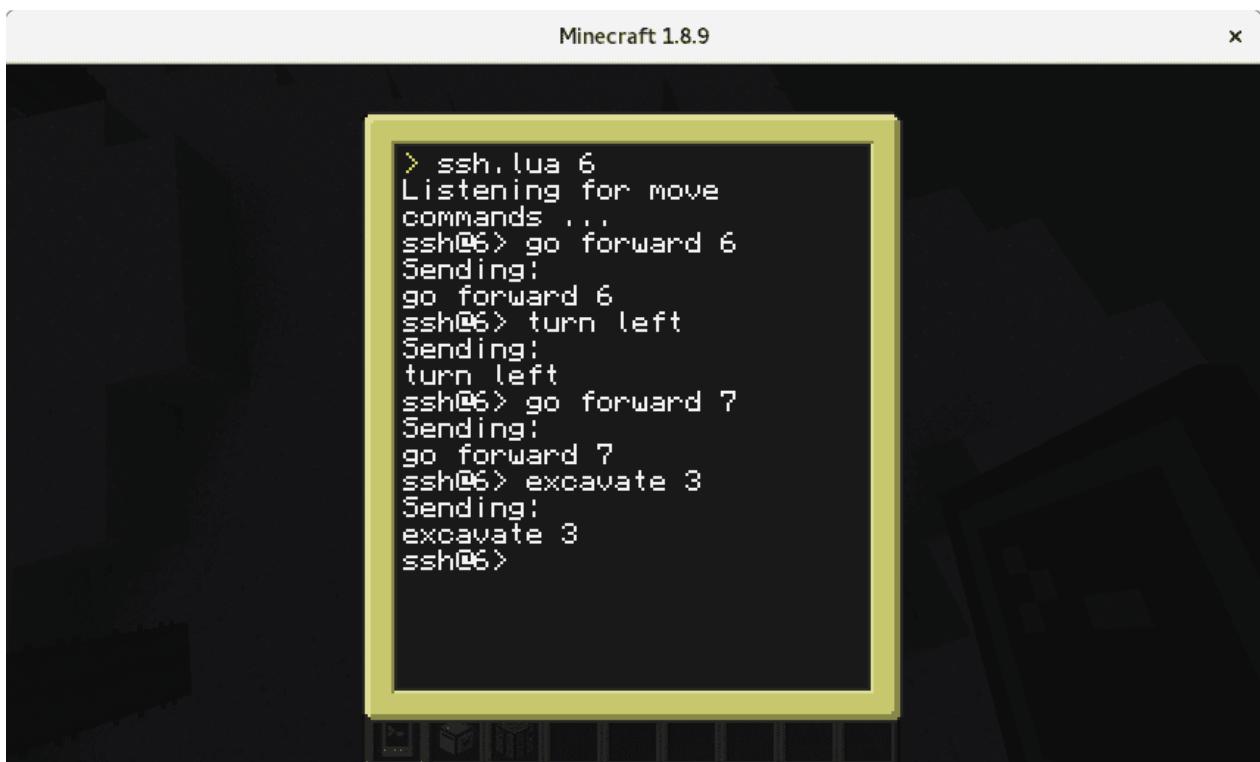 Minecraft 1.8.9
> ssh.lua 6
Listening for move
commands ...
ssh@6> go forward 6
Sending:
go forward 6
ssh@6> turn left
Sending:
turn left
ssh@6> go forward 7
Sending:
go forward 7
ssh@6> excavate 3
Sending:
excavate 3
ssh@6>